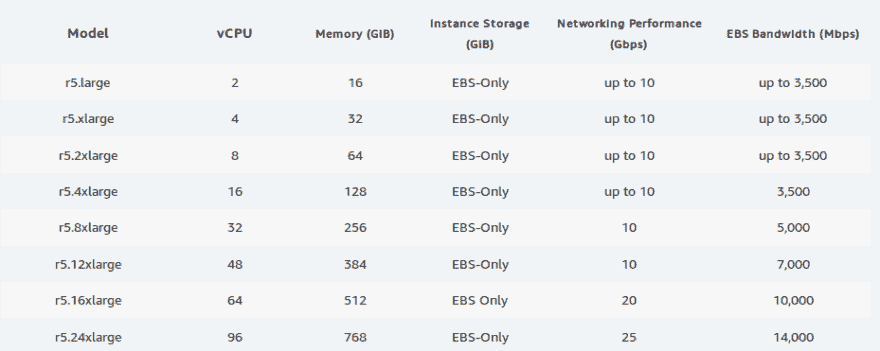 Model vCPU Memory (GIB) Instance Storage (GiB) Networking Performance (Gbps) EBS Bandwidth (Mbps)
r5.large 2 16 EBS-Only up to 10 up to 3,500
r5.xlarge 4 32 EBS-Only up to 10 up to 3,500
r5.2xlarge 8 64 EBS-Only up to 10 up to 3,500
r5.4xlarge 16 128 EBS-Only up to 10 3,500
r5.8xlarge 32 256 EBS-Only 10 5,000
r5.12xlarge 48 384 EBS-Only 10 7,000
r5.16xlarge 64 512 EBS Only 20 10,000
r5.24xlarge 96 768 EBS-Only 25 14,000